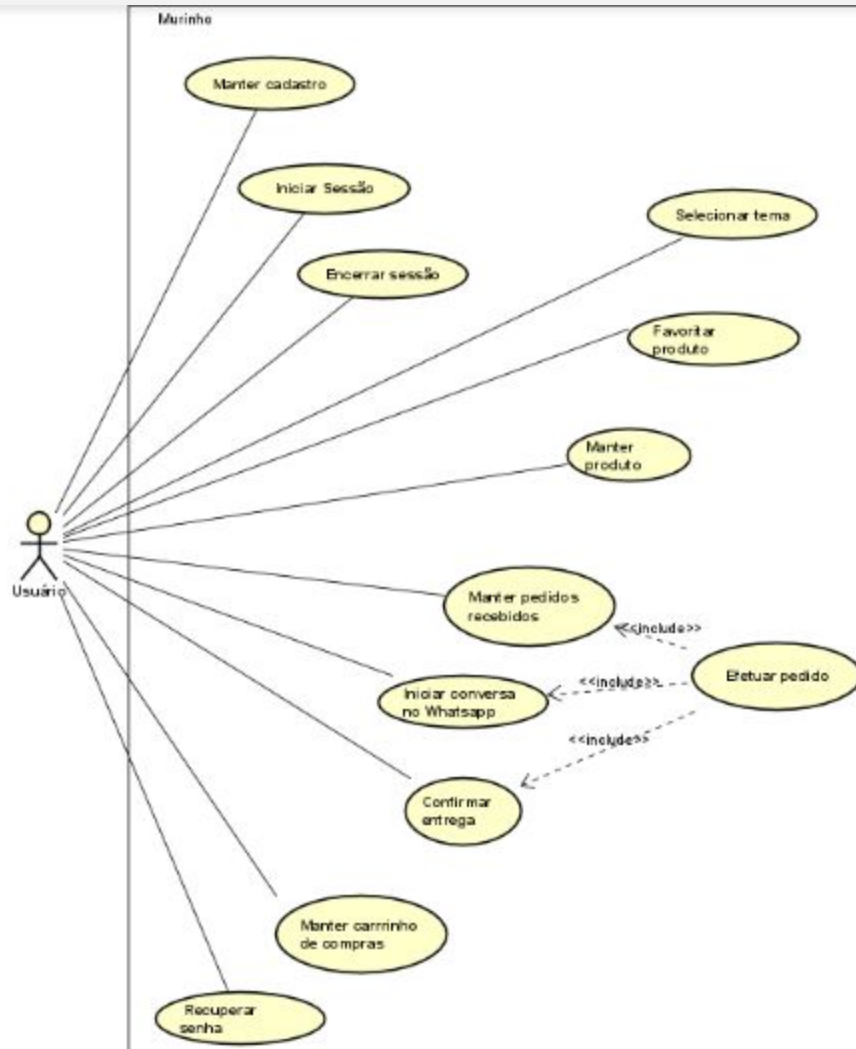 Murinho
Manter cadastro
Iniciar Sessão
Selecionar tema
Encerrar sessão
Favoritar
produto
Manter
produto
Usuário
Manter pedidos
recebidos
<<include>>
Efetuar pedido
<<include>>
Iniciar conversa
no Whatsapp
<<include>>
Confirmar
entrega
Manter carrrinho
de compras
Recuperar
senha